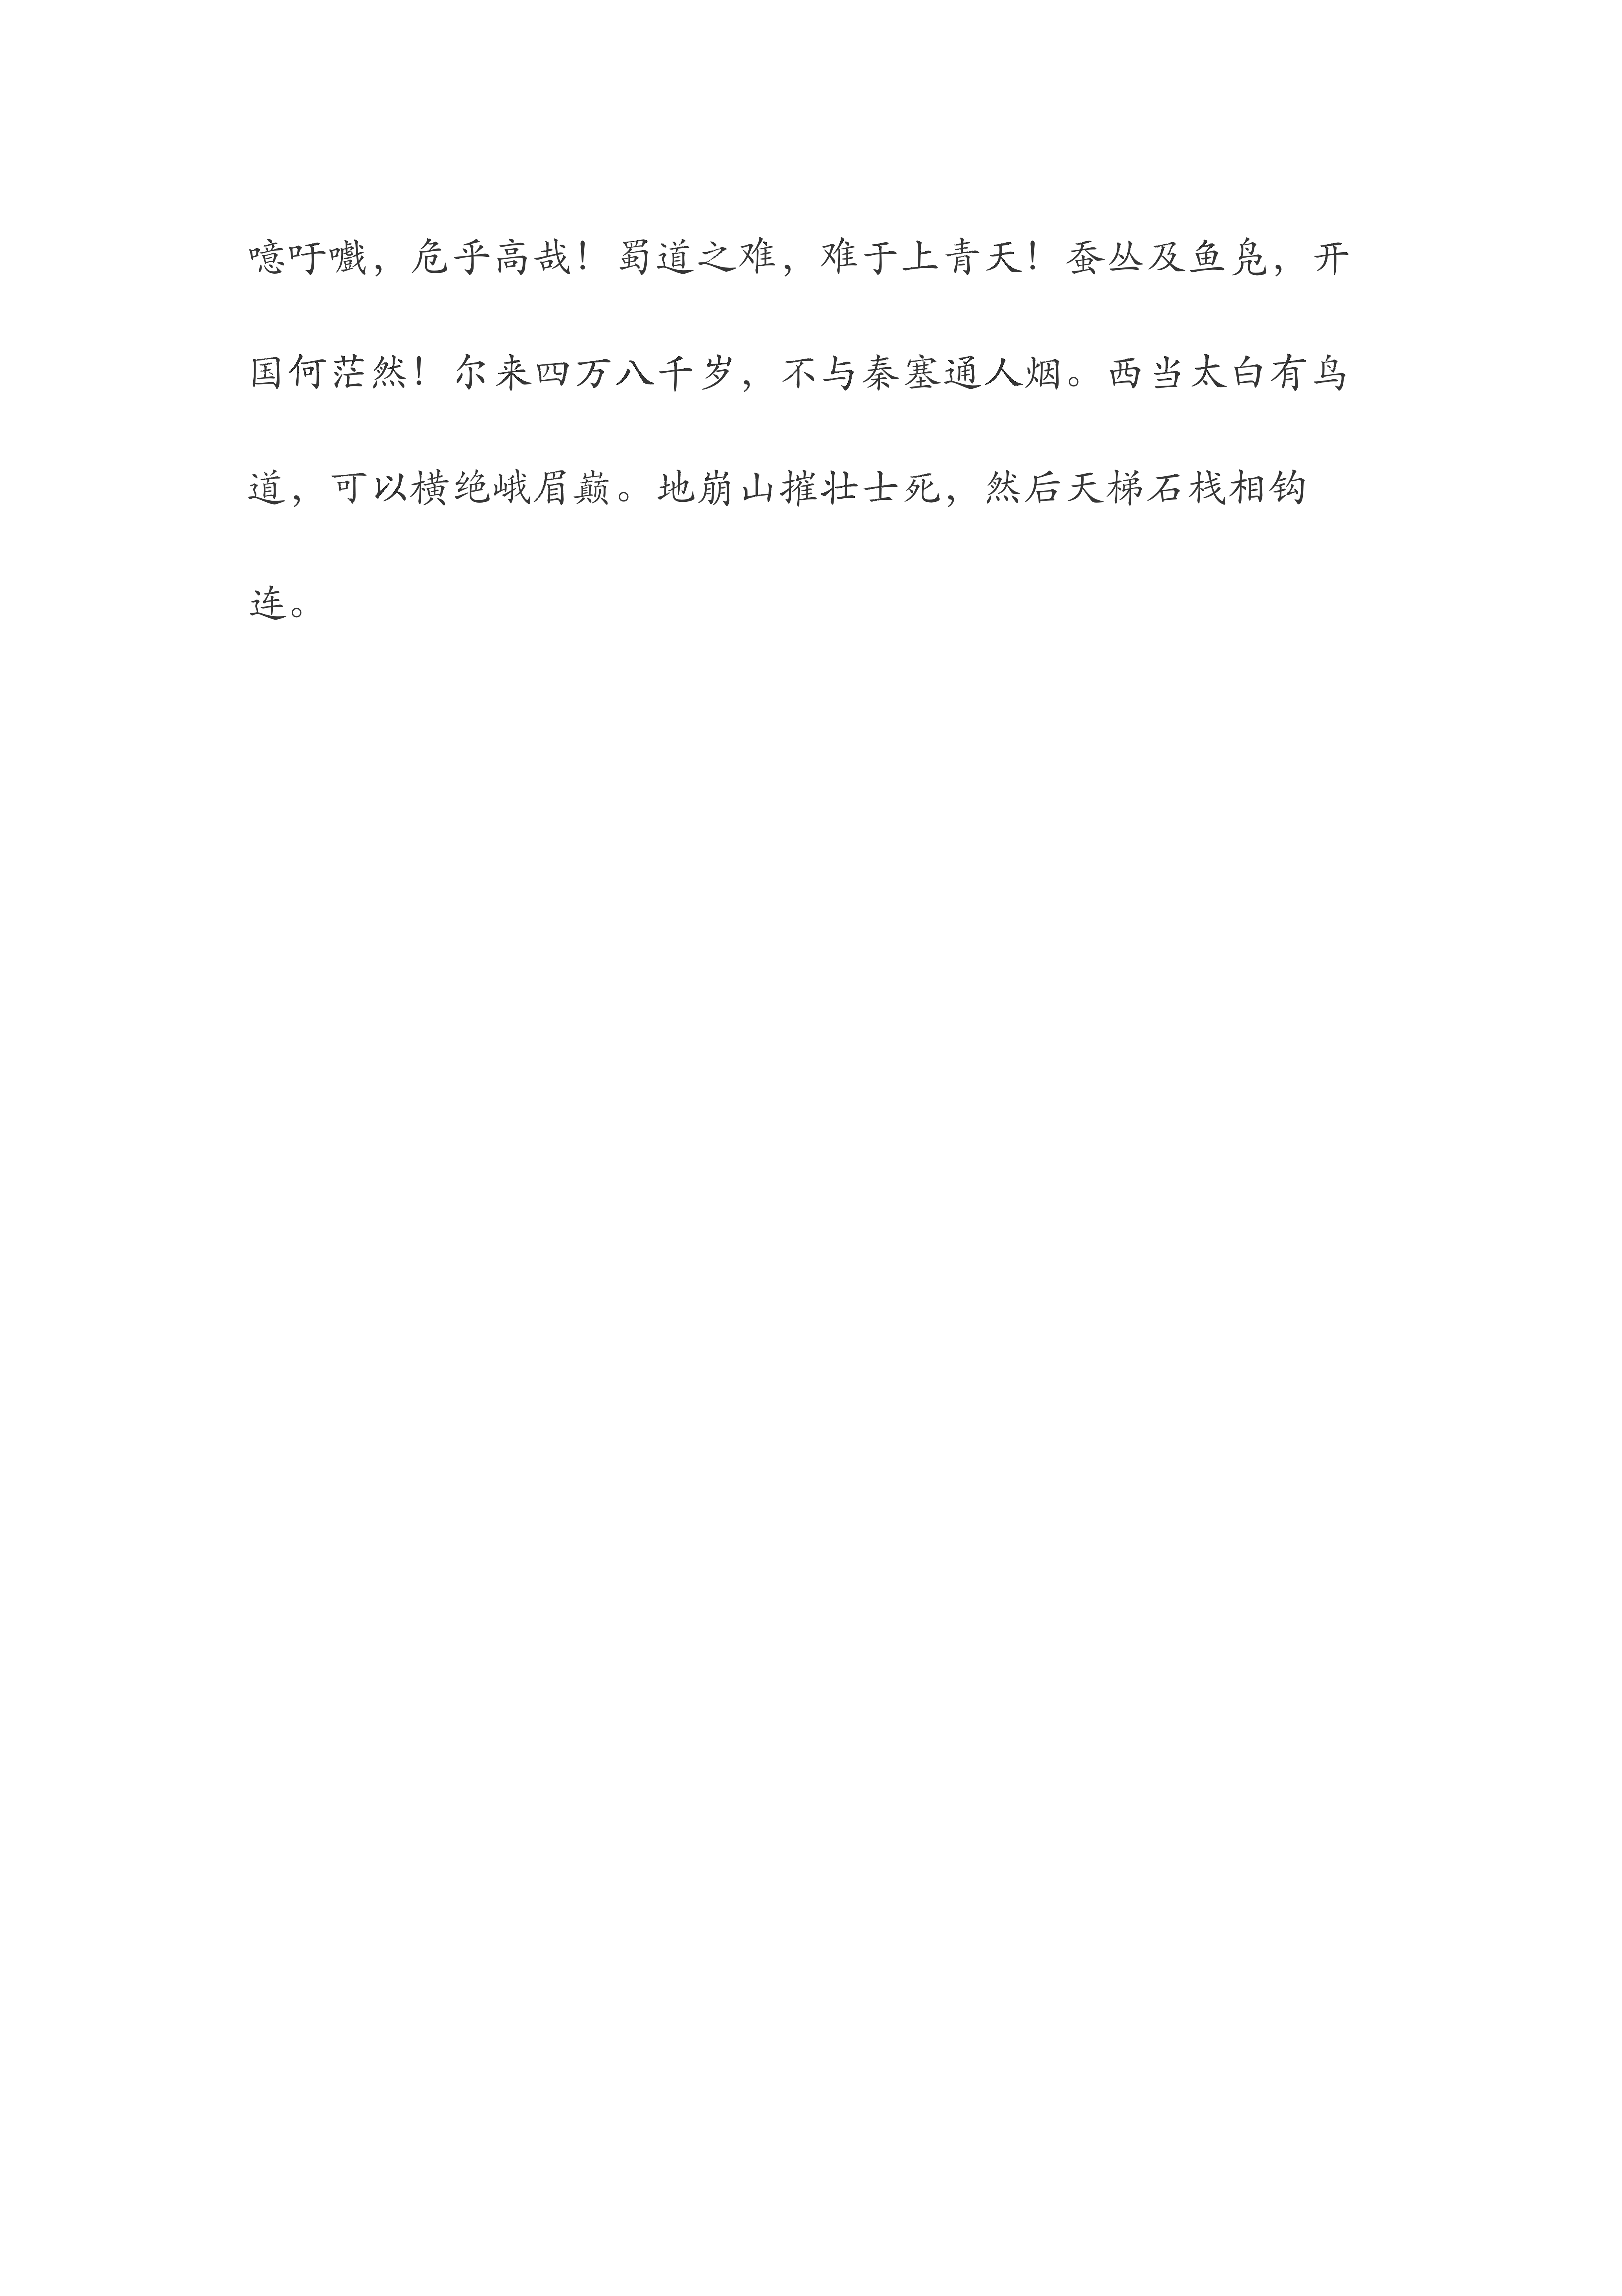 噫吁嚱，危乎高哉！蜀道之难，难于上青天！蚕丛及鱼凫，开
国何茫然！尔来四万八千岁，不与秦塞通人烟。西当太白有鸟
道，可以横绝峨眉巅。地崩山摧壮士死，然后天梯石栈相钩
连。